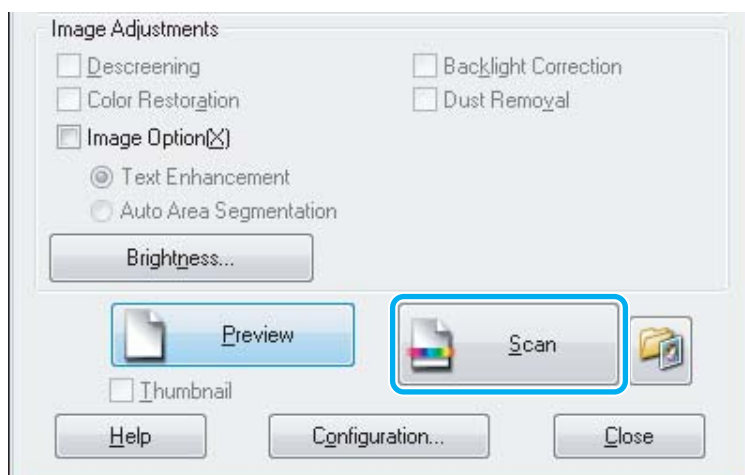 Image Adjustments
Descreening
Backlight Correction
Color Restoration
Dust Removal
Image Option(X)
Text Enhancement
Auto Area Segmentation
Brightness...
Preview
Scan
Thumbnail
Help
Configuration...
Close